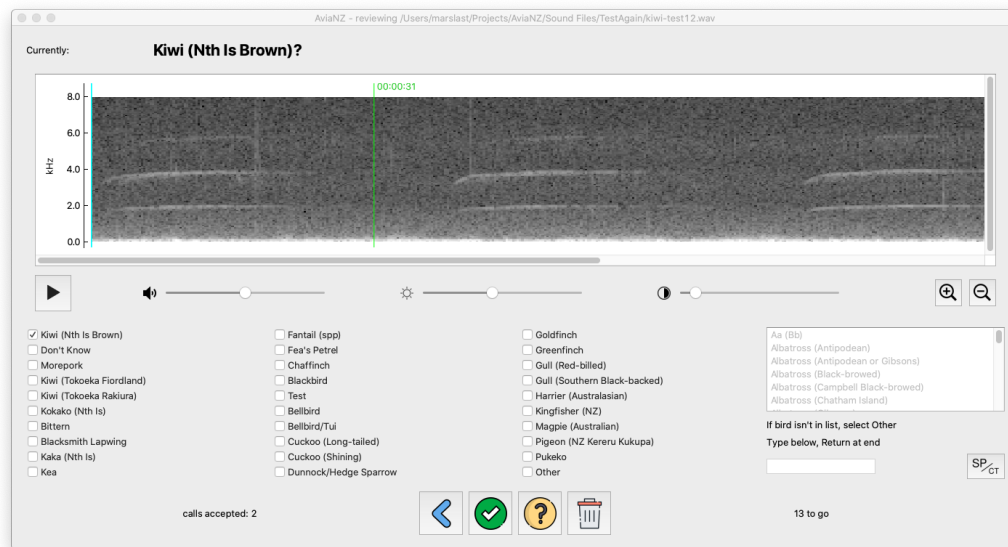 AviaNZ - reviewing /Users/marslast/Projects/AviaNZ/Sound Files/TestAgain/kiwi-test12.wav
Currently: Kiwi (Nth Is Brown)?
00:00:31
8.0
6.0
4.0
2.0
0.0
kHz
Kiwi (Nth Is Brown)
Don't Know
Morepork
Kiwi (Tokoeka Fiordland)
Kiwi (Tokoeka Rakiura)
Kokako (Nth Is)
Bittern
Blacksmith Lapwing
Kaka (Nth Is)
Kea
Fantail (spp)
Fea's Petrel
Chaffinch
Blackbird
Test
Bellbird
Bellbird/Tui
Cuckoo (Long-tailed)
Cuckoo (Shining)
Dunnock/Hedge Sparrow
Goldfinch
Greenfinch
Gull (Red-billed)
Gull (Southern Black-backed)
Harrier (Australasian)
Kingfisher (NZ)
Magpie (Australian)
Pigeon (NZ Kereru Kukupa)
Pukeko
Other
Aa (Bb)
Albatross (Antipodean)
Albatross (Antipodean or Gibsons)
Albatross (Black-browed)
Albatross (Campbell Black-browed)
Albatross (Chatham Island)
If bird isn't in list, select Other
Type below, Return at end
SP/CT
calls accepted: 2
?
13 to go